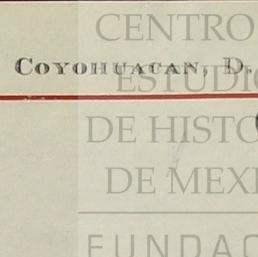 CENTRO
COYOHUACAN, D.
ESTUDIO
DE HISTO
DE MEXI
FUNDAC